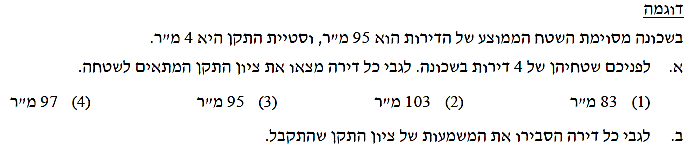 דוגמה
בשכונה מסוימת השטח הממוצע של הדירות הוא 95 מ"ר, וסטיית התקן היא 4 מ"ר.
א. לפניכם שטחיהן של 4 דירות בשכונה. לגבי כל דירה מצאו את ציון התקן המתאים לשטחה.
(1) 83 מ"ר (2) 103 מ"ר (3) 95 מ"ר (4) 97 מ"ר
ב. לגבי כל דירה הסבירו את המשמעות של ציון התקן שהתקבל.